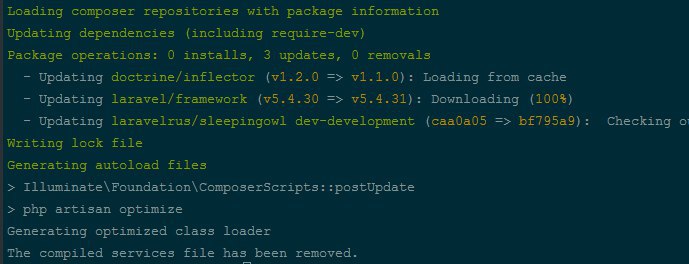 Loading composer repositories with package information
Updating dependencies (including require-dev)
Package operations: 0 installs, 3 updates, 0 removals
- Updating doctrine/inflector (v1.2.0 => v1.1.0): Loading from cache
- Updating laravel/framework (v5.4.30 => v5.4.31): Downloading (100%)
- Updating laravelrus/sleepingowl dev-development (caa0a05 => bf795a9): Checking
Writing lock file
Generating autoload files
> Illuminate\Foundation\ComposerScripts::postUpdate
> php artisan optimize
Generating optimized class loader
The compiled services file has been removed.